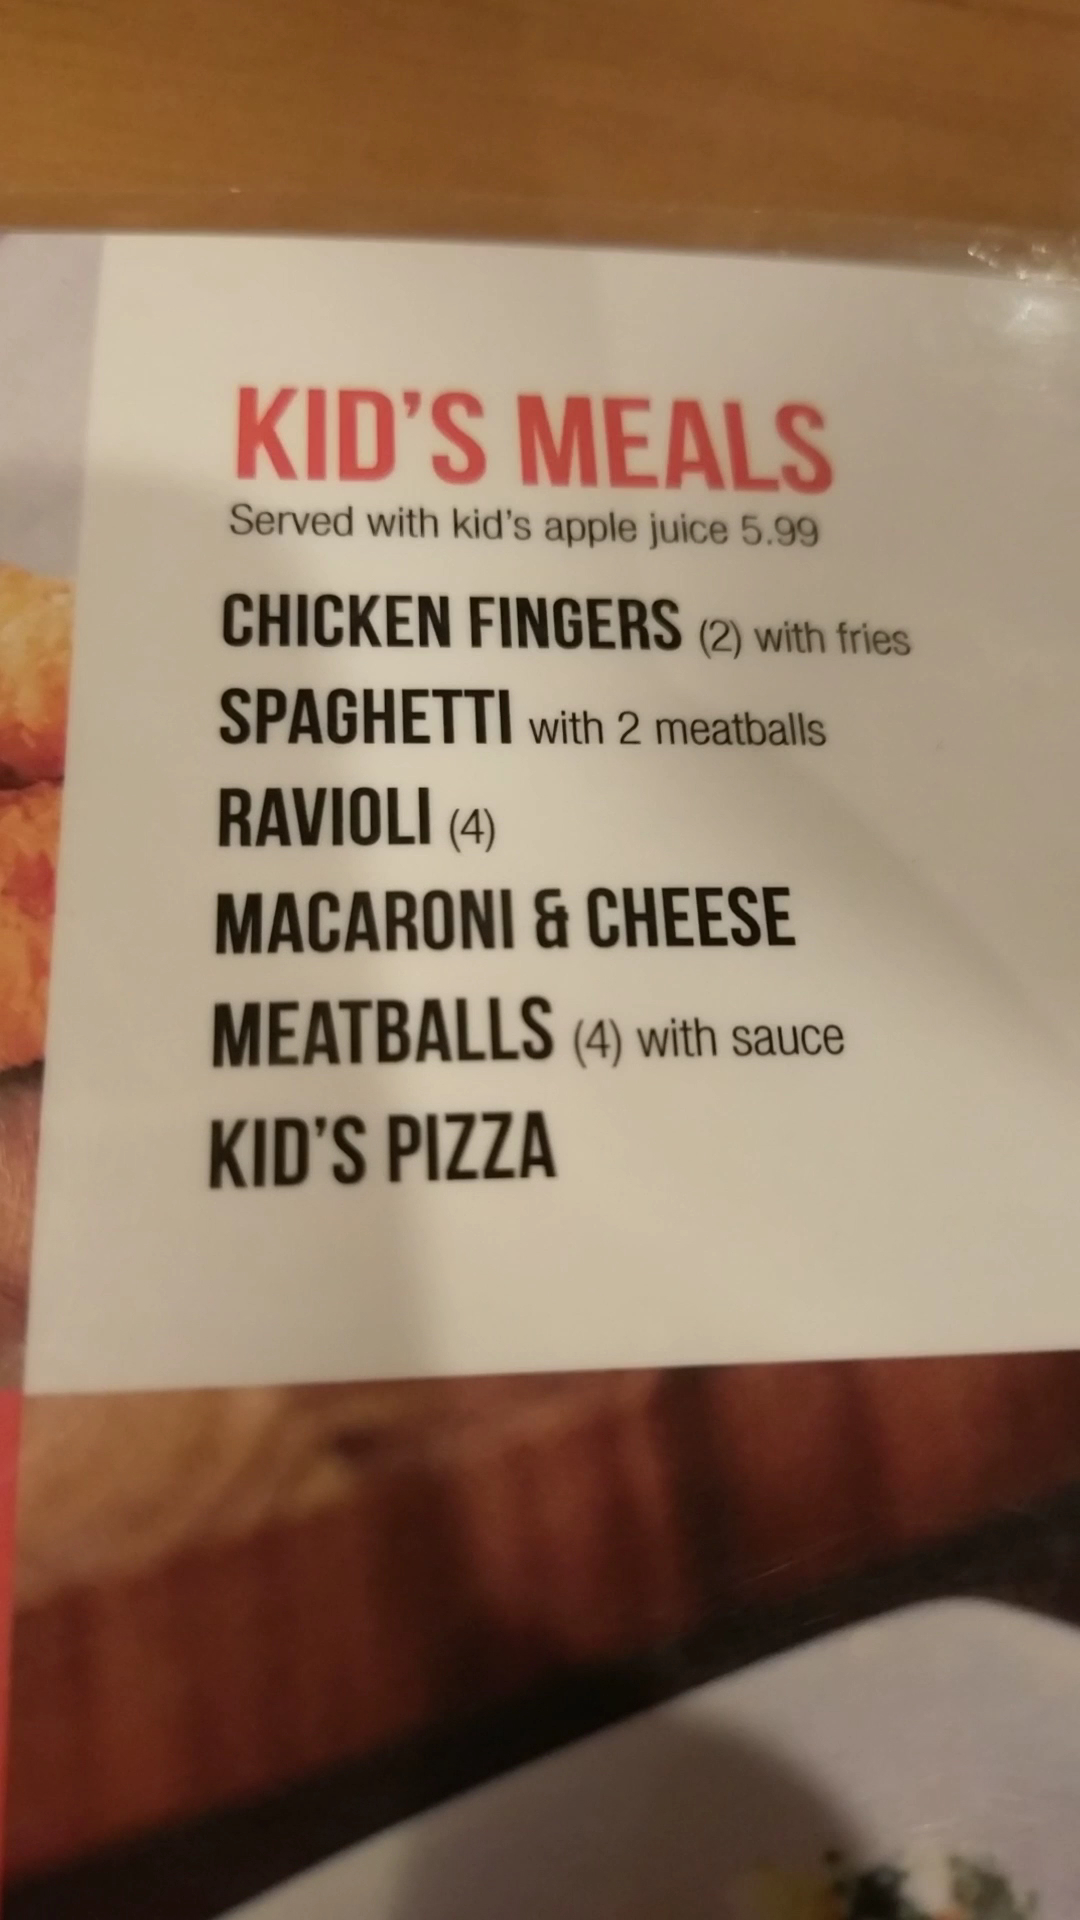 KID'S MEALS
Served with kid's apple juice 5.99
CHICKEN FINGERS (2) with fries
SPAGHETTI with 2 meatballs
RAVIOLI (4)
MACARONI & CHEESE
MEATBALLS (4) with sauce
KID'S PIZZA